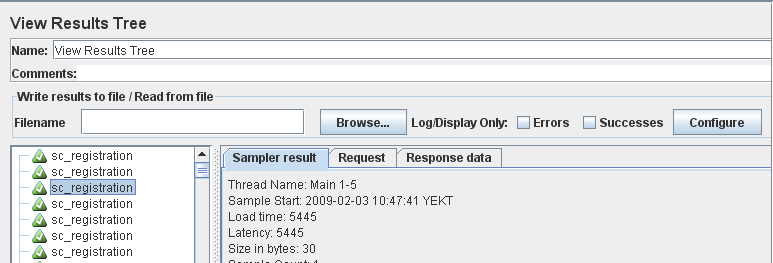 View Results Tree
Name: View Results Tree
Comments:
Write results to file / Read from file
Filename Browse... Log/Display Only: Errors Successes Configure
sc_registration
sc_registration
sc_registration
sc_registration
sc_registration
sc_registration
sc_registration
Sampler result Request Response data
Thread Name: Main 1-5
Sample Start: 2009-02-03 10:47:41 YEKT
Load time: 5445
Latency: 5445
Size in bytes: 30
Sample Count: 1